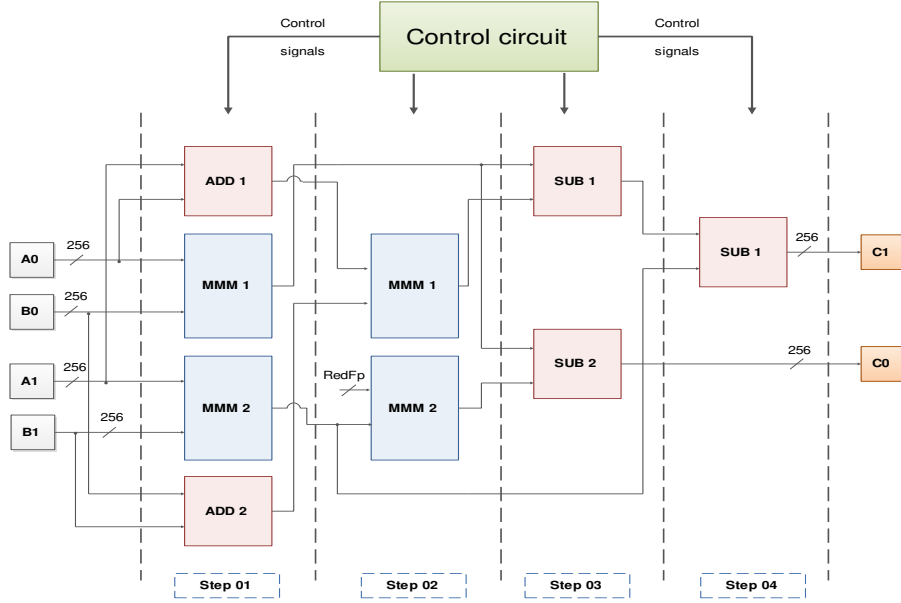 Control circuit
Control
signals
Control
signals
ADD 1
SUB 1
A0
256
MMM 1
MMM 1
SUB 1
256
C1
B0
256
A1
256
RedFp
SUB 2
256
C0
MMM 2
MMM 2
B1
256
ADD 2
Step 01
Step 02
Step 03
Step 04